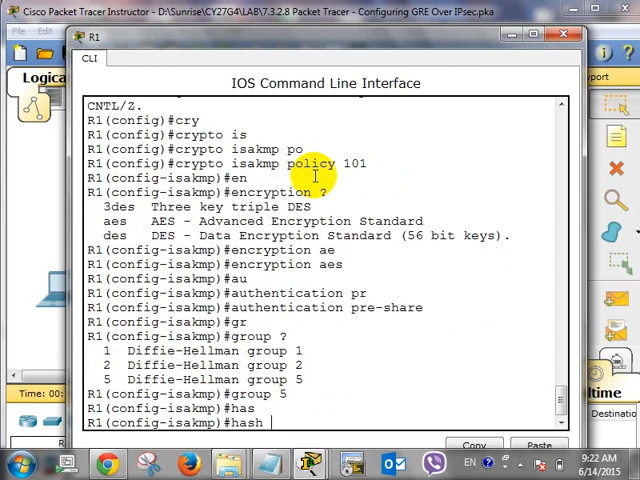 Cisco Packet Tracer Instructor - D:\Sunrise\CY27G4\LAB\7.3.2.8 Packet Tracer - Configuring GRE Over IPsec.pka
File
R1
CLI
Logica
port
IOS Command Line Interface
CNTL/Z.
R1(config)#cry
R1(config)#crypto is
R1(config)#crypto isakmp po
R1(config)#crypto isakmp policy 101
R1(config-isakmp)#en
R1(config-isakmp)#encryption ?
3des Three key triple DES
aes AES - Advanced Encryption Standard
des DES - Data Encryption Standard (56 bit keys).
R1(config-isakmp)#encryption ae
R1(config-isakmp)#encryption aes
R1(config-isakmp)#au
R1(config-isakmp)#authentication pr
R1(config-isakmp)#authentication pre-share
R1(config-isakmp)#gr
R1(config-isakmp)#group ?
1 Diffie-Hellman group 1
2 Diffie-Hellman group 2
5 Diffie-Hellman group 5
R1(config-isakmp)#group 5
R1(config-isakmp)#has
R1(config-isakmp)#hash
Time: 00:
Destinatio
Copy
Paste
EN
9:22 AM
6/14/2015